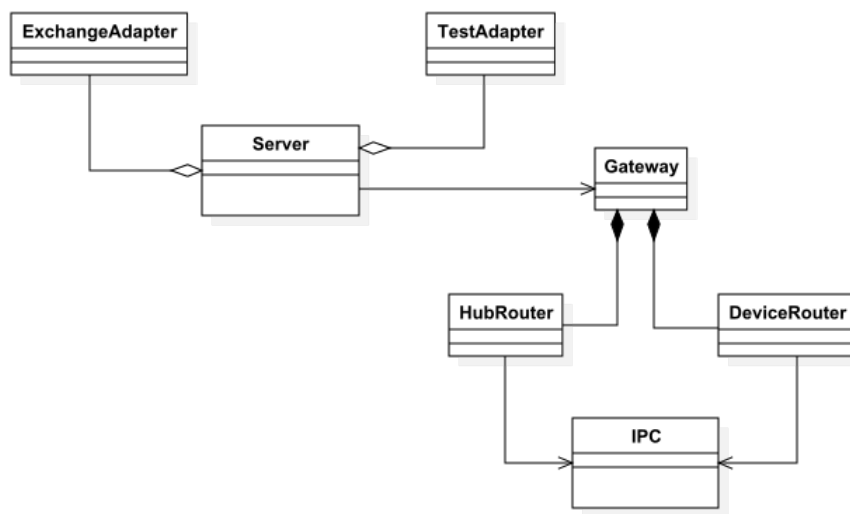 ExchangeAdapter
TestAdapter
Server
Gateway
HubRouter
DeviceRouter
IPC